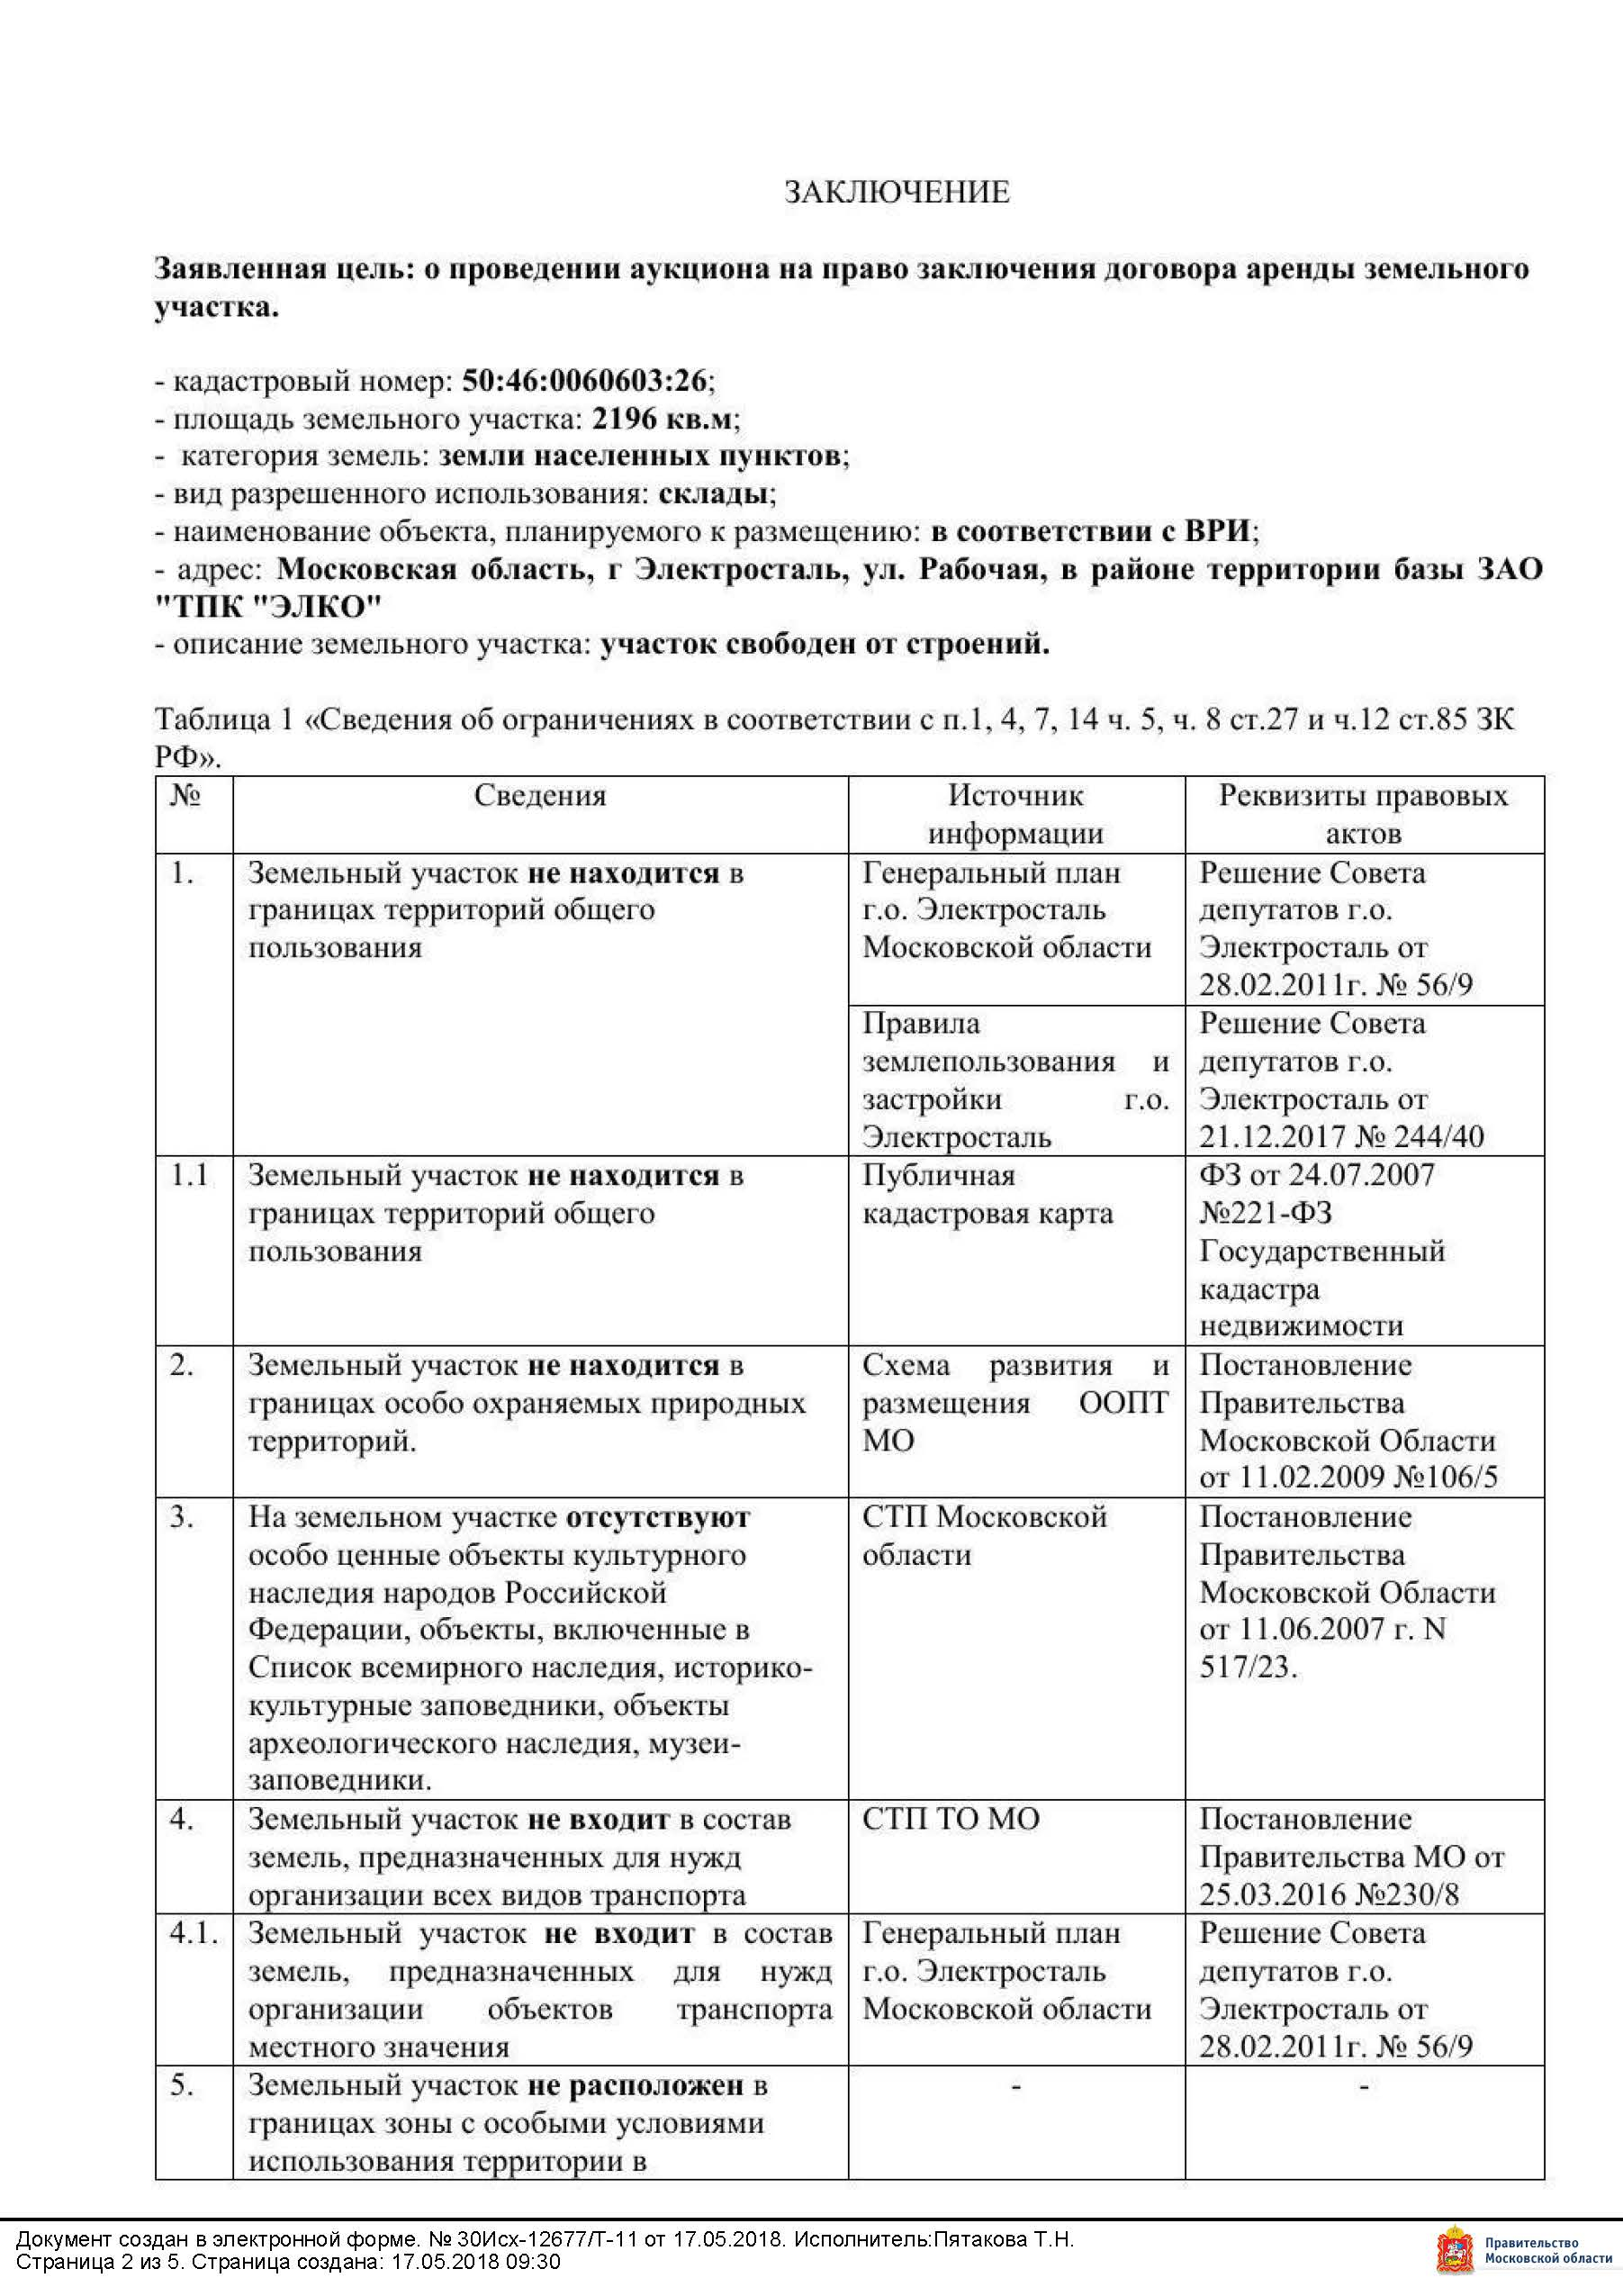 ЗАКЛЮЧЕНИЕ
Заявленная цель: о проведении аукциона на право заключения договора аренды земельного
участка.
- кадастровый номер: 50:46:0060603:26;
- площадь земельного участка: 2196 кв.м;
-  категория земель: земли населенных пунктов;
- вид разрешенного использования: склады;
- наименование объекта, планируемого к размещению: в соответствии с ВРИ;
- адрес: Московская область, г Электросталь, ул. Рабочая, в районе территории базы ЗАО
"ТПК "ЭЛКО"
- описание земельного участка: участок свободен от строений.
Таблица 1 «Сведения об ограничениях в соответствии с п.1, 4, 7, 14 ч. 5, ч. 8 ст.27 и ч.12 ст.85 ЗК
РФ».
№
Сведения
Источник
информации
Реквизиты правовых
актов
1.
Земельный участок не находится в
границах территорий общего
пользования
Генеральный план
г.о. Электросталь
Московской области
Решение Совета
депутатов г.о.
Электросталь от
28.02.2011г. № 56/9
Правила
землепользования и
застройки г.о.
Электросталь
Решение Совета
депутатов г.о.
Электросталь от
21.12.2017 № 244/40
1.1
Земельный участок не находится в
границах территорий общего
пользования
Публичная
кадастровая карта
ФЗ от 24.07.2007
№221-ФЗ
Государственный
кадастра
недвижимости
2.
Земельный участок не находится в
границах особо охраняемых природных
территорий.
Схема развития и
размещения ООПТ
МО
Постановление
Правительства
Московской Области
от 11.02.2009 №106/5
3.
На земельном участке отсутствуют
особо ценные объекты культурного
наследия народов Российской
Федерации, объекты, включенные в
Список всемирного наследия, историко-
культурные заповедники, объекты
археологического наследия, музеи-
заповедники.
СТП Московской
области
Постановление
Правительства
Московской Области
от 11.06.2007 г. N
517/23.
4.
Земельный участок не входит в состав
земель, предназначенных для нужд
организации всех видов транспорта
СТП ТО МО
Постановление
Правительства МО от
25.03.2016 №230/8
4.1.
Земельный участок не входит в состав
земель, предназначенных для нужд
организации объектов транспорта
местного значения
Генеральный план
г.о. Электросталь
Московской области
Решение Совета
депутатов г.о.
Электросталь от
28.02.2011г. № 56/9
5.
Земельный участок не расположен в
границах зоны с особыми условиями
использования территории в
-
-
Документ создан в электронной форме. № 30Исх-12677/Т-11 от 17.05.2018. Исполнитель:Пятакова Т.Н.
Страница 2 из 5. Страница создана: 17.05.2018 09:30
Правительство
Московской области